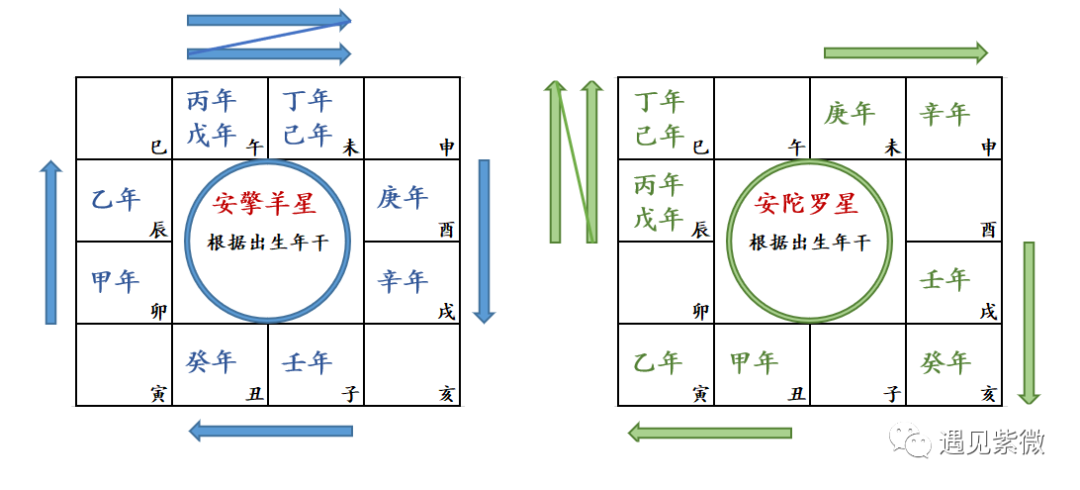 丙年
戊年
丁年
己年
巳
午
未
申
乙年
辰
安擎羊星
根据出生年干
庚年
酉
甲年
卯
辛年
戌
寅
癸年
丑
壬年
子
亥
丁年
己年
巳
午
庚年
未
辛年
申
丙年
戊年
辰
安陀罗星
根据出生年干
酉
卯
壬年
戌
乙年
寅
甲年
丑
子
癸年
亥
遇见紫微